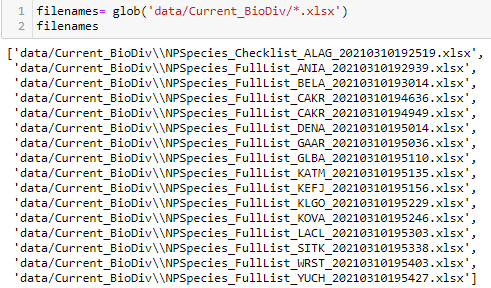 1 filenames= glob('data/Current_BioDiv/*.xlsx')
2 filenames
['data/Current_BioDiv\\NPSpecies_Checklist_ALAG_20210310192519.xlsx',
'data/Current_BioDiv\\NPSpecies_FullList_ANIA_20210310192939.xlsx',
'data/Current_BioDiv\\NPSpecies_FullList_BELA_20210310193014.xlsx',
'data/Current_BioDiv\\NPSpecies_FullList_CAKR_20210310194636.xlsx',
'data/Current_BioDiv\\NPSpecies_FullList_CAKR_20210310194949.xlsx',
'data/Current_BioDiv\\NPSpecies_FullList_DENA_20210310195014.xlsx',
'data/Current_BioDiv\\NPSpecies_FullList_GAAR_20210310195036.xlsx',
'data/Current_BioDiv\\NPSpecies_FullList_GLBA_20210310195110.xlsx',
'data/Current_BioDiv\\NPSpecies_FullList_KATM_20210310195135.xlsx',
'data/Current_BioDiv\\NPSpecies_FullList_KEFJ_20210310195156.xlsx',
'data/Current_BioDiv\\NPSpecies_FullList_KLGO_20210310195229.xlsx',
'data/Current_BioDiv\\NPSpecies_FullList_KOVA_20210310195246.xlsx',
'data/Current_BioDiv\\NPSpecies_FullList_LACL_20210310195303.xlsx',
'data/Current_BioDiv\\NPSpecies_FullList_SITK_20210310195338.xlsx',
'data/Current_BioDiv\\NPSpecies_FullList_WRST_20210310195403.xlsx',
'data/Current_BioDiv\\NPSpecies_FullList_YUCH_20210310195427.xlsx']